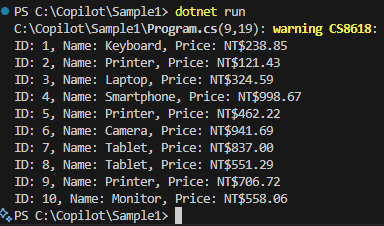 PS C:\Copilot\Sample1> dotnet run
C:\Copilot\Sample1\Program.cs(9,19): warning CS8618:
ID: 1, Name: Keyboard, Price: NT$238.85
ID: 2, Name: Printer, Price: NT$121.43
ID: 3, Name: Laptop, Price: NT$324.59
ID: 4, Name: Smartphone, Price: NT$998.67
ID: 5, Name: Printer, Price: NT$462.22
ID: 6, Name: Camera, Price: NT$941.69
ID: 7, Name: Tablet, Price: NT$837.00
ID: 8, Name: Tablet, Price: NT$551.29
ID: 9, Name: Printer, Price: NT$706.72
ID: 10, Name: Monitor, Price: NT$558.06
PS C:\Copilot\Sample1>